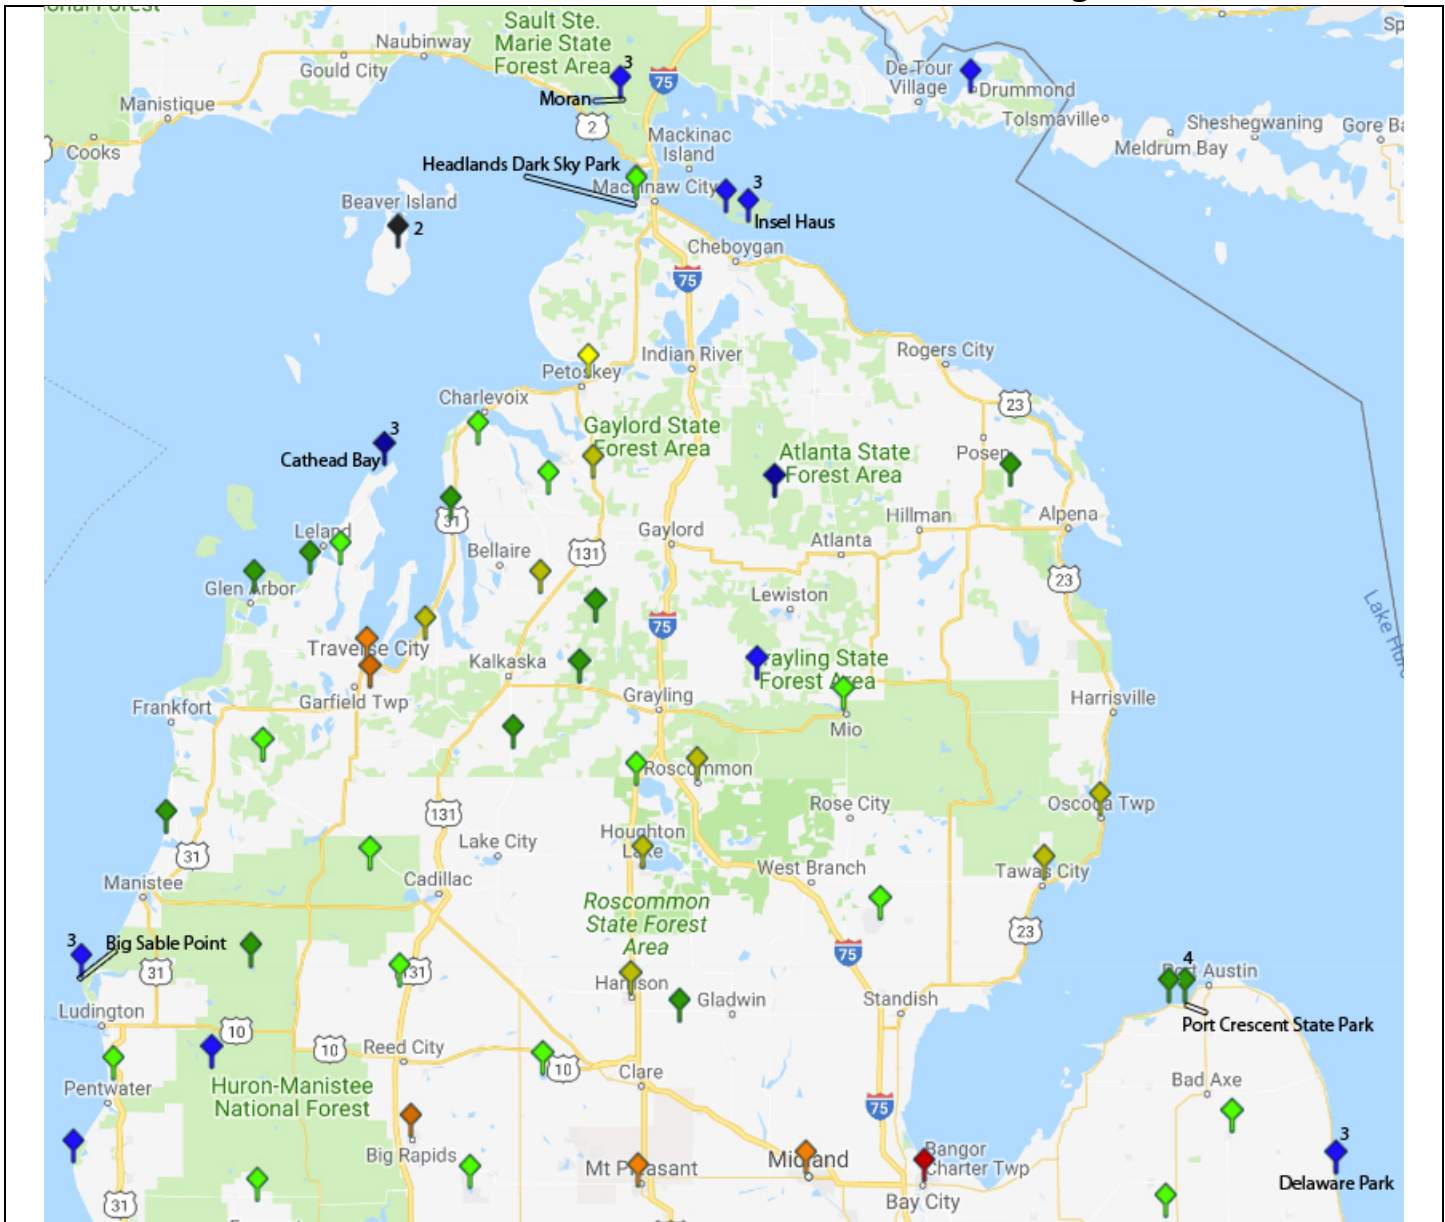 Sault Ste.
Marie State
Forest Area
Naubinway
Gould City
3
75
De Tour
Village
Drummond
Manistique
Moran
2
Tolsmaville
Sheshegwaning
Meldrum Bay
Cooks
Mackinac
Island
Headlands Dark Sky Park
Mackinaw City
3
Insel Haus
Beaver Island
2
Cheboygan
75
Rogers City
Indian River
Petoskey
Charlevoix
23
Gaylord State
Forest Area
3
Cathead Bay
Atlanta State
Forest Area
Posen
31
Leland
Hillman
Alpena
Gaylord
Atlanta
Bellaire
131
23
Glen Arbor
Lewiston
75
Lake Hur
Traverse City
Kalkaska
Grayling State
Forest Area
Garfield Twp
Grayling
Harrisville
Frankfort
Mio
Roscommon
Rose City
Oscoda Twp
131
31
Lake City
Houghton
Lake
West Branch
Tawas City
Manistee
Cadillac
Roscommon
State Forest
Area
23
3
Big Sable Point
31
131
75
4
Port Austin
Harrison
Gladwin
Standish
Ludington
Port Crescent State Park
10
10
Reed City
10
Clare
Pentwater
Huron-Manistee
National Forest
Bad Axe
75
Big Rapids
Mt Pleasant
Midland
Bangor
Charter Twp
3
Delaware Park
31
Bay City